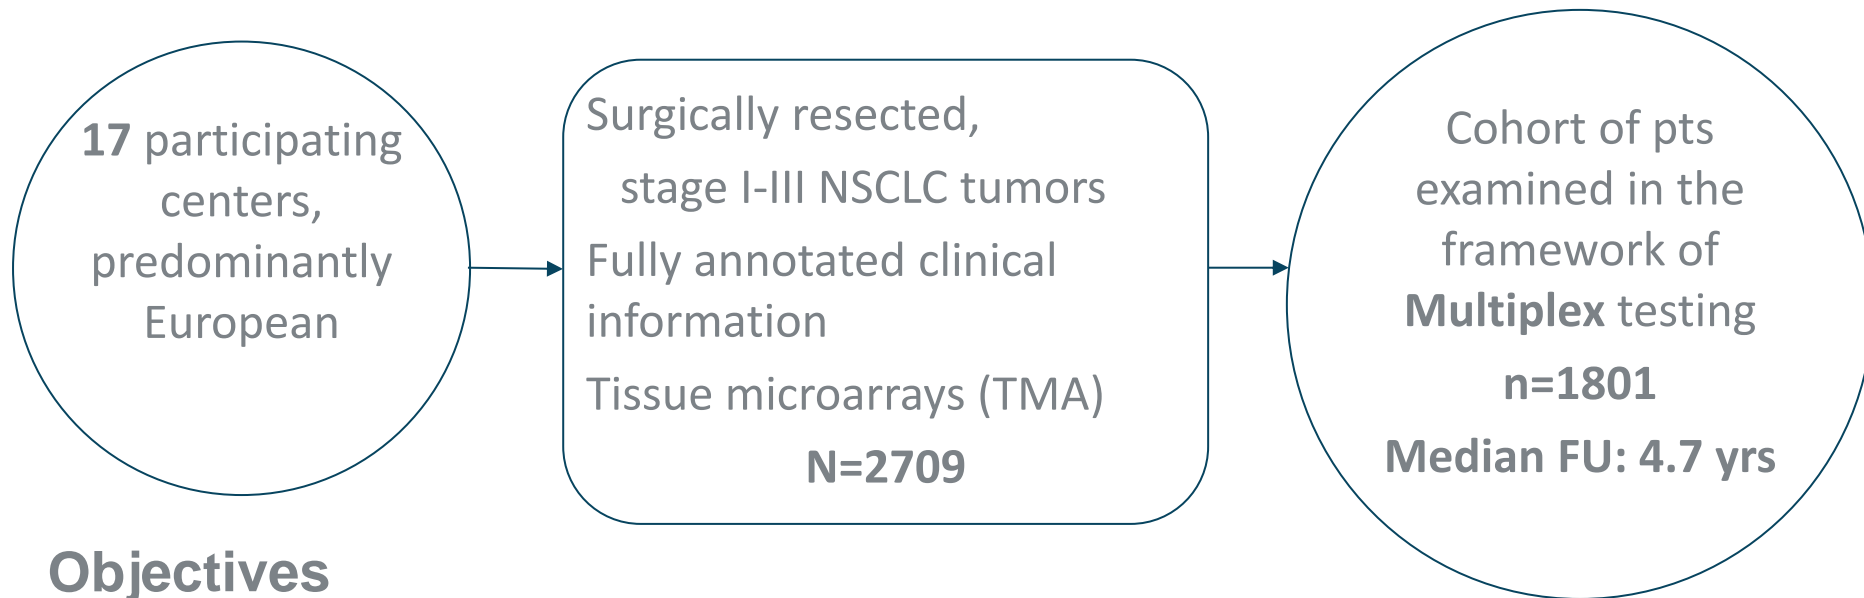 17 participating
centers,
predominantly
European
Surgically resected,
stage I-III NSCLC tumors
Fully annotated clinical
information
Tissue microarrays (TMA)
N=2709
Cohort of pts
examined in the
framework of
Multiplex testing
n=1801
Median FU: 4.7 yrs
Objectives